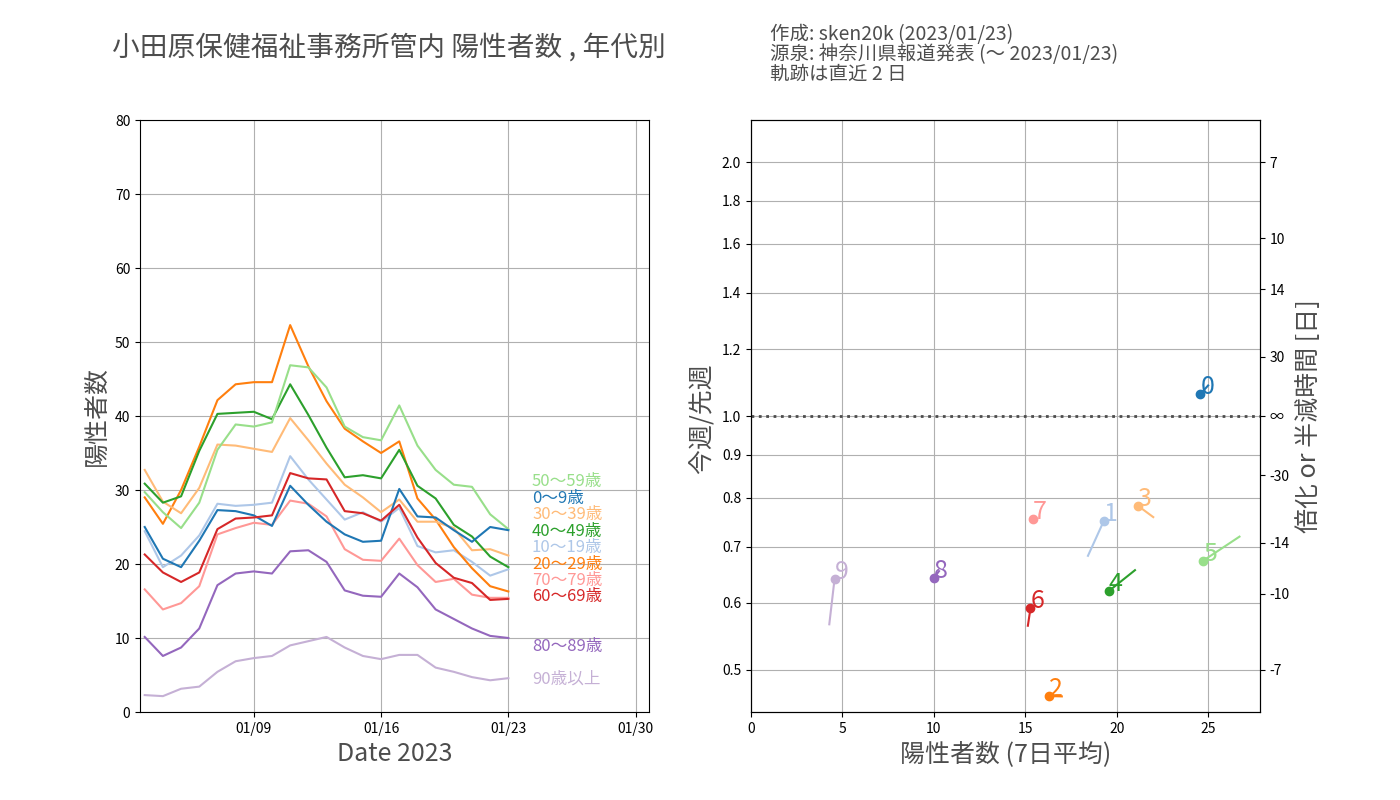 小田原保健福祉事務所管内 陽性者数 , 年代別
作成: sken20k (2023/01/23)
源泉: 神奈川県報道発表 (〜 2023/01/23)
軌跡は直近 2 日
陽性者数
80
70
60
50
40
30
20
10
0
50〜59歳
0〜9歳
30〜39歳
40〜49歳
10〜19歳
20〜29歳
70〜79歳
60〜69歳
80〜89歳
90歳以上
01/09 01/16 01/23 01/30
Date 2023
今週/先週
2.0
1.8
1.6
1.4
1.2
1.0
0.9
0.8
0.7
0.6
0.5
0
3
7
1
5
9
8
4
6
2
7
10
14
30
∞
-30
-14
-10
-7
倍化 or 半減時間 [日]
0 5 10 15 20 25
陽性者数 (7日平均)